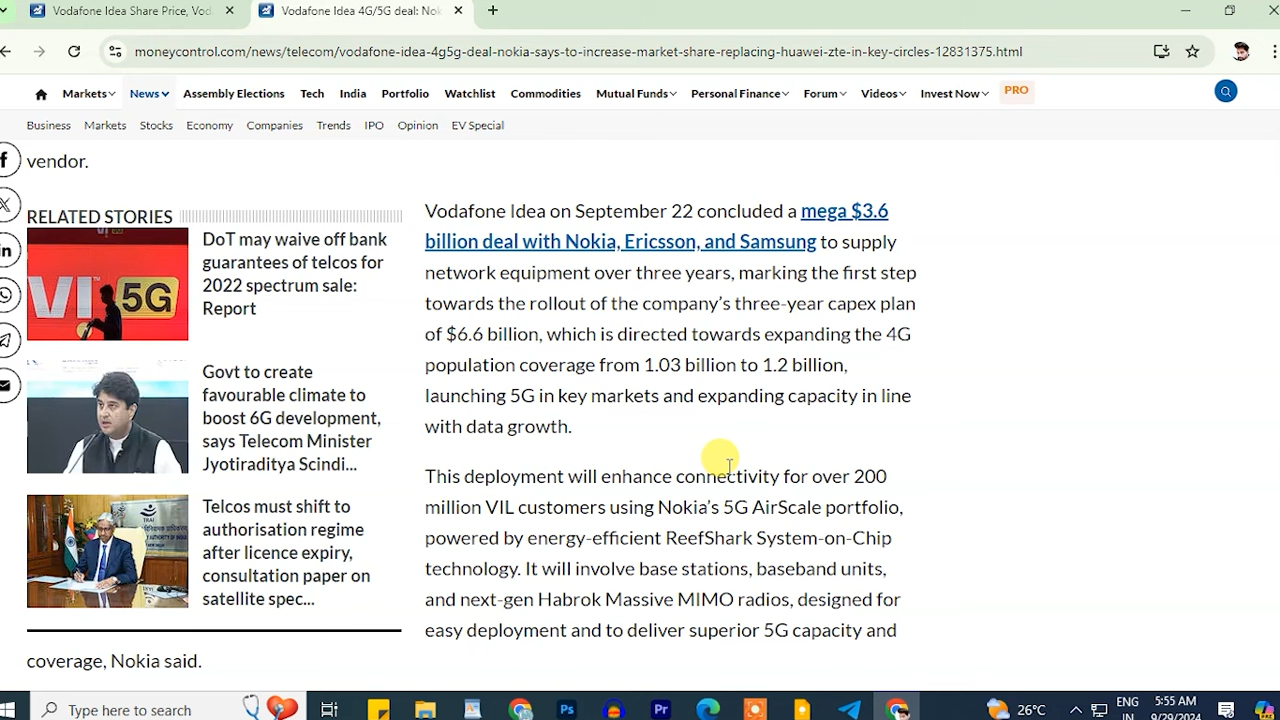 Vodafone Idea Share Price, Vod
Vodafone Idea 4G/5G deal: Nok
moneycontrol.com/news/telecom/vodafone-idea-4g5g-deal-nokia-says-to-increase-market-share-replacing-huawei-zte-in-key-circles-12831375.html
Markets News Assembly Elections Tech India Portfolio Watchlist Commodities Mutual Funds Personal Finance Forum Videos Invest Now PRO
Business Markets Stocks Economy Companies Trends IPO Opinion EV Special
vendor.
RELATED STORIES
DoT may waive off bank
guarantees of telcos for
2022 spectrum sale:
Report
VI 5G
Govt to create
favourable climate to
boost 6G development,
says Telecom Minister
Jyotiraditya Scindi...
Telcos must shift to
authorisation regime
after licence expiry,
consultation paper on
satellite spec...
TRAI
Vodafone Idea on September 22 concluded a mega $3.6
billion deal with Nokia, Ericsson, and Samsung to supply
network equipment over three years, marking the first step
towards the rollout of the company's three-year capex plan
of $6.6 billion, which is directed towards expanding the 4G
population coverage from 1.03 billion to 1.2 billion,
launching 5G in key markets and expanding capacity in line
with data growth.
This deployment will enhance connectivity for over 200
million VIL customers using Nokia's 5G AirScale portfolio,
powered by energy-efficient ReefShark System-on-Chip
technology. It will involve base stations, baseband units,
and next-gen Habrok Massive MIMO radios, designed for
easy deployment and to deliver superior 5G capacity and
coverage, Nokia said.
Type here to search
Ps
Pr
26°C
ENG
IN
5:55 AM